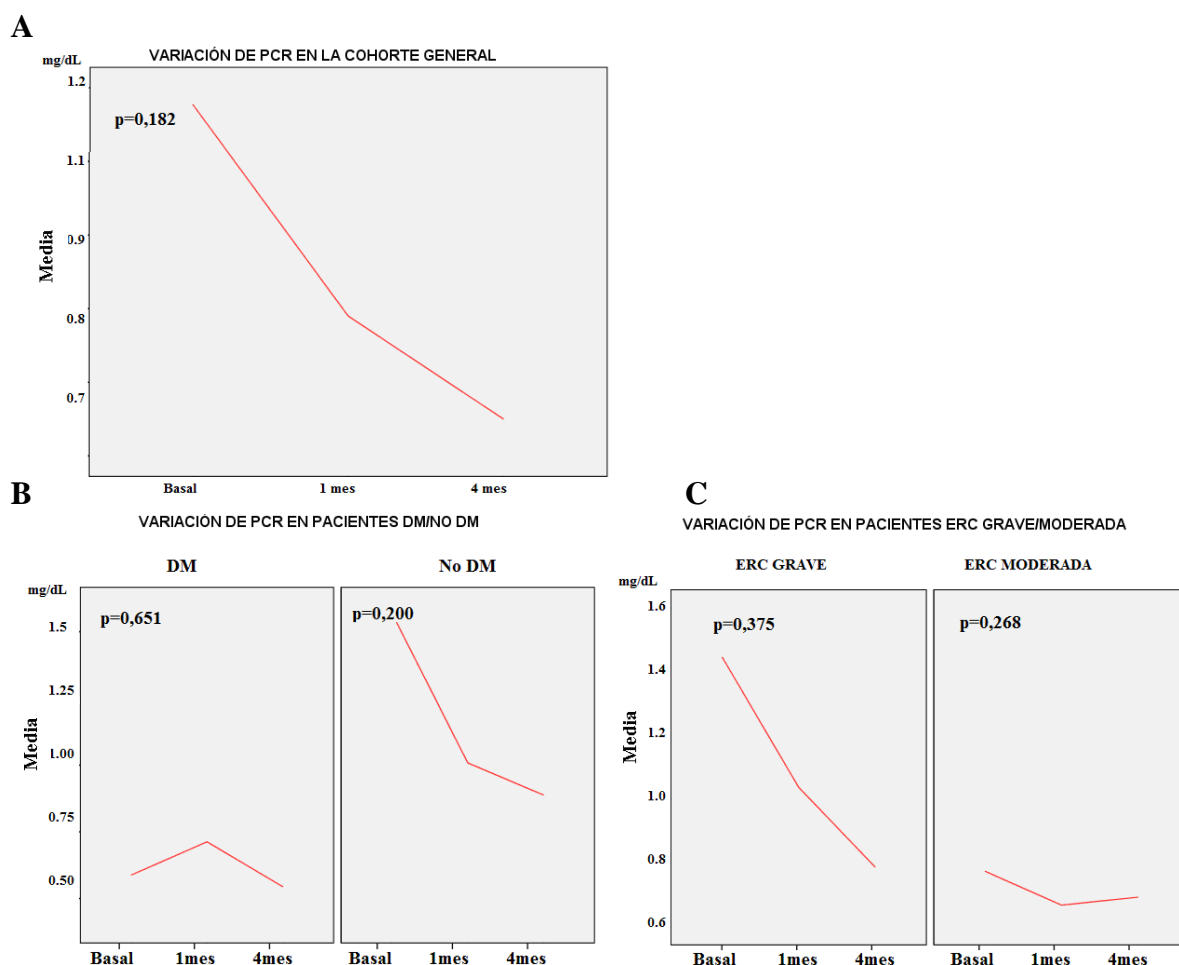 A
VARIACIÓN DE PCR EN LA COHORTE GENERAL
mg/dL
1.2
p=0,182
1.1
0.9
Media
0.8
0.7
Basal 1 mes 4 mes
B
VARIACIÓN DE PCR EN PACIENTES DM/NO DM
DM No DM
mg/dL
p=0,651 p=0,200
1.5
1.25
Media
1.00
0.75
0.50
Basal 1mes 4mes Basal 1mes 4mes
C
VARIACIÓN DE PCR EN PACIENTES ERC GRAVE/MODERADA
ERC GRAVE ERC MODERADA
mg/dL
1.6
p=0,375 p=0,268
1.4
1.2
Media
1.0
0.8
0.6
Basal 1mes 4mes Basal 1mes 4mes